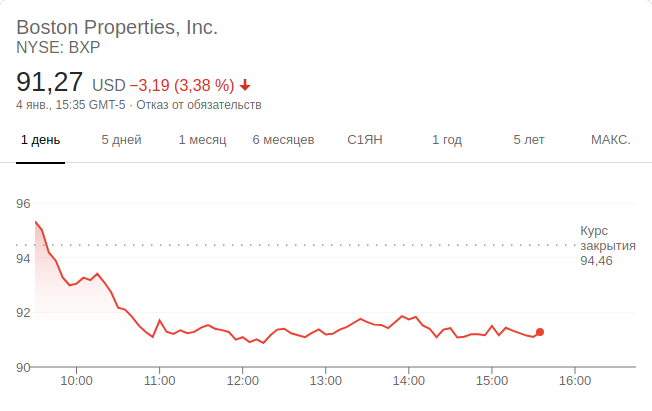 Boston Properties, Inc.
NYSE: BXP
91,27 USD −3,19 (3,38 %) ↓
4 янв., 15:35 GMT-5 · Отказ от обязательств
1 день 5 дней 1 месяц 6 месяцев С1ЯН 1 год 5 лет МАКС.
96
94
92
90
Курс
закрытия
94,46
10:00 11:00 12:00 13:00 14:00 15:00 16:00